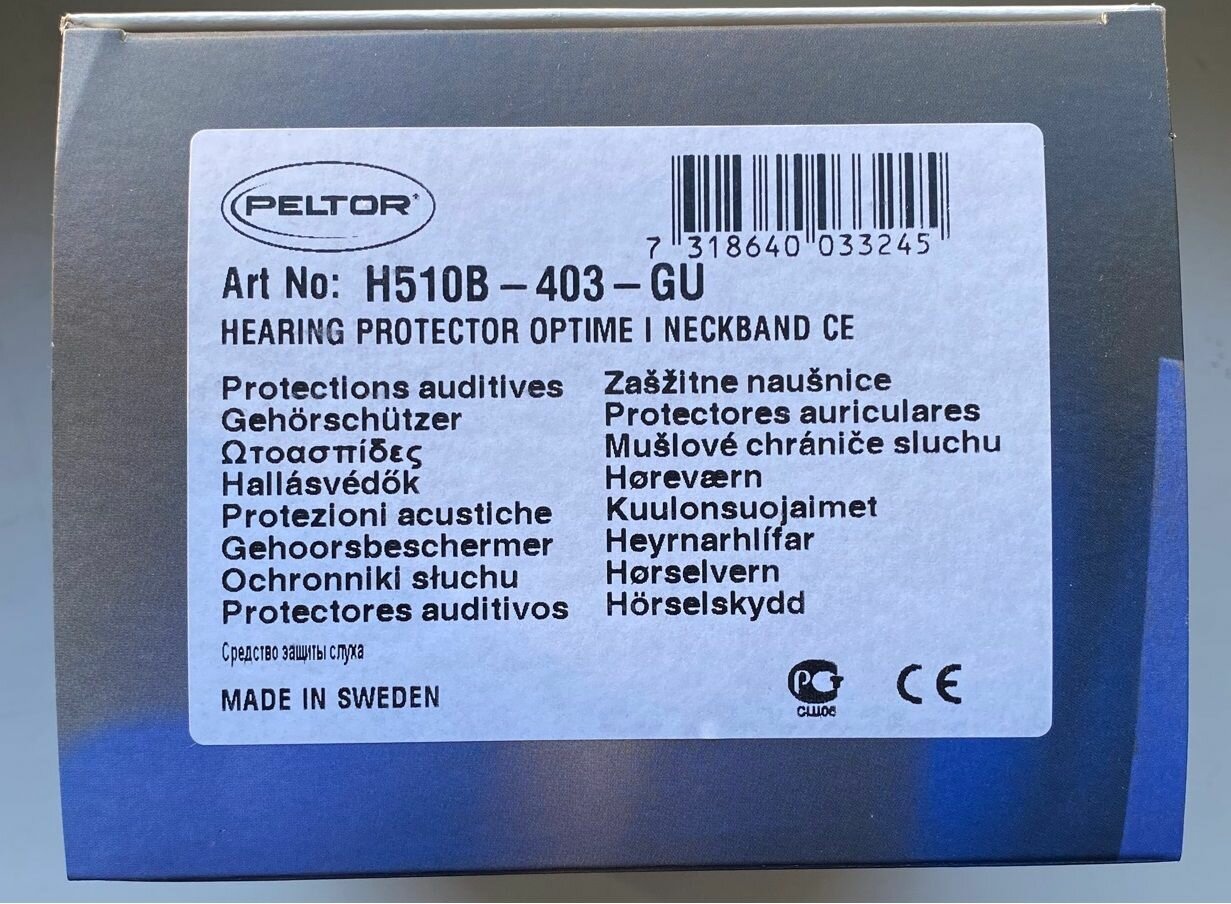 PELTOR
7 318640 033245
Art No: H510B – 403 – GU
HEARING PROTECTOR OPTIME I NECKBAND CE
Protections auditives
Gehörschützer
Ωτοασπίδες
Hallásvédők
Protezioni acustiche
Gehoorsbeschermer
Ochronniki słuchu
Protectores auditivos
Zašžitne naušnice
Protectores auriculares
Mušlové chrániče sluchu
Høreværn
Kuulonsuojaimet
Heyrnarhlífar
Hørselvern
Hörselskydd
Средство защиты слуха
MADE IN SWEDEN
РСТ
CE